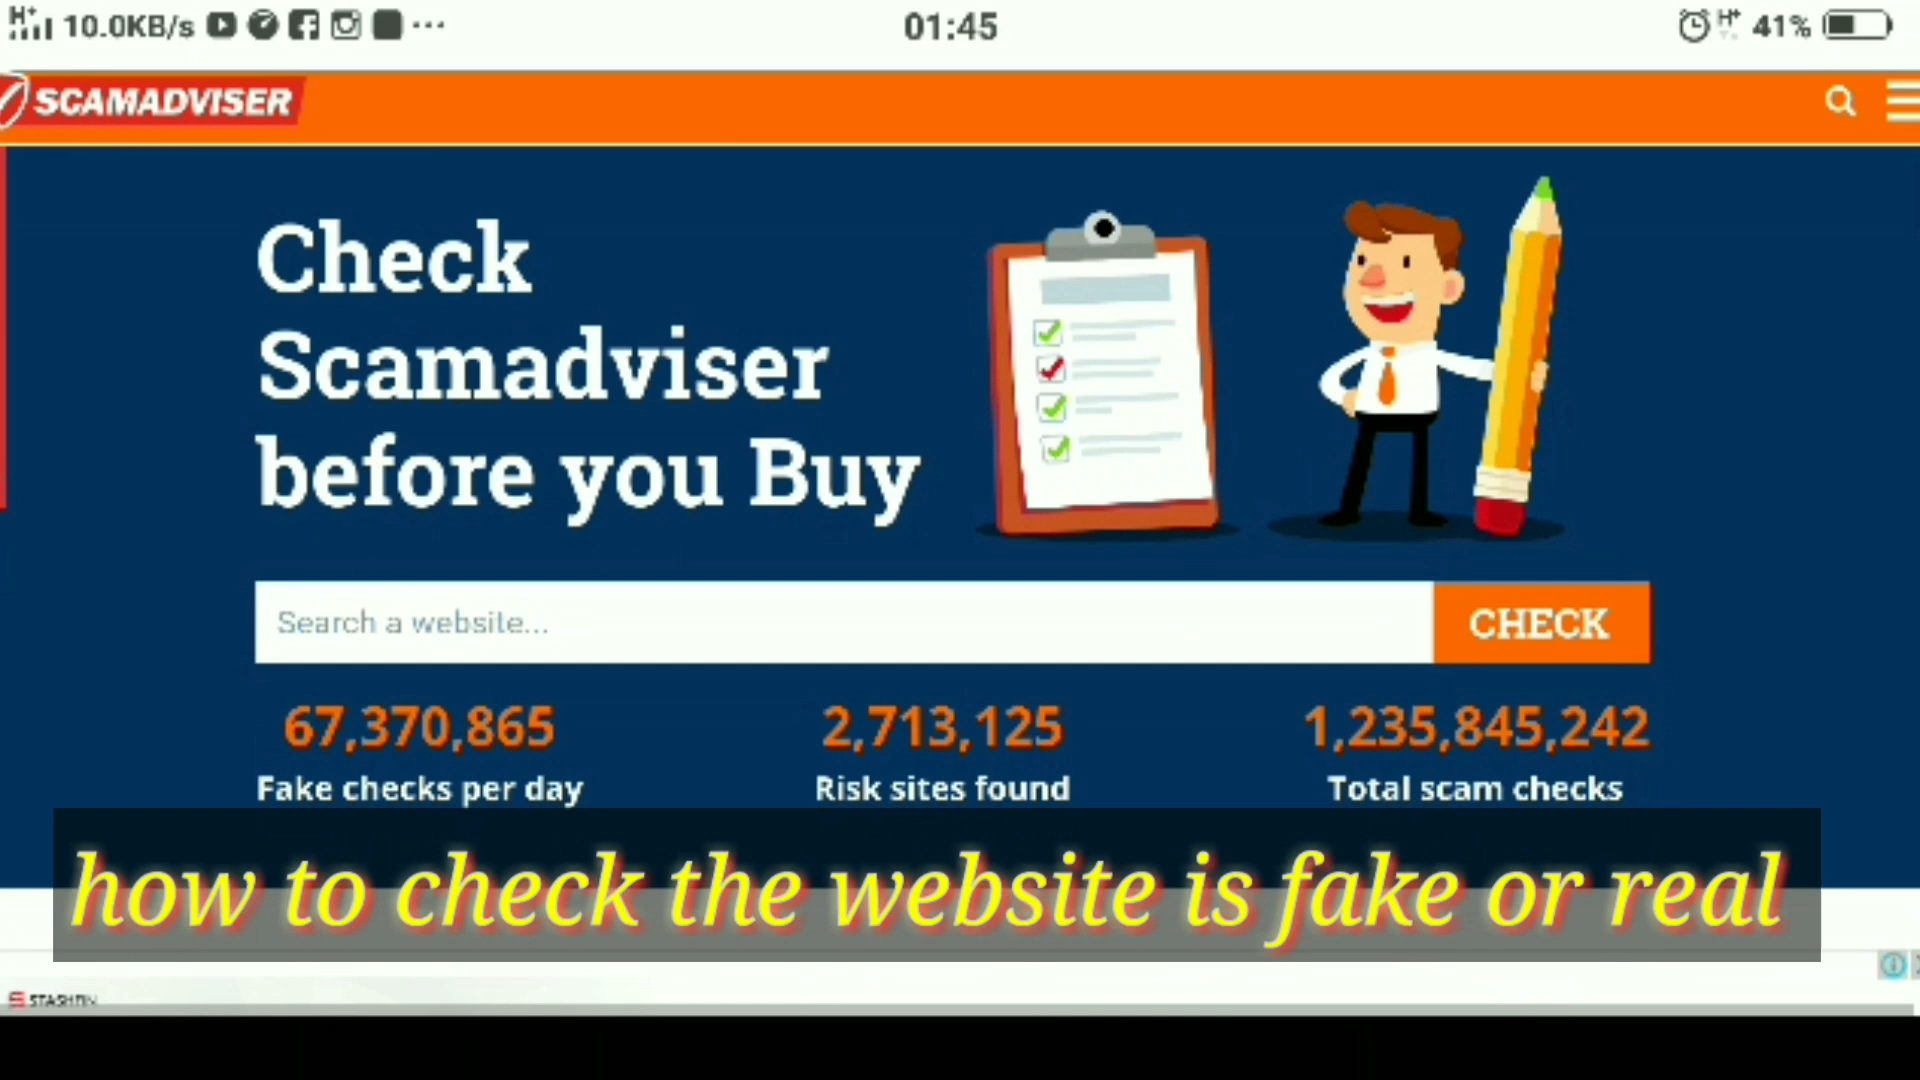 H+ 10.0KB/s 01:45 H+ 41%
SCAMADVISER
Check
Scamadviser
before you Buy
Search a website... CHECK
67,370,865 2,713,125 1,235,845,242
Fake checks per day Risk sites found Total scam checks
how to check the website is fake or real
STASHFIN